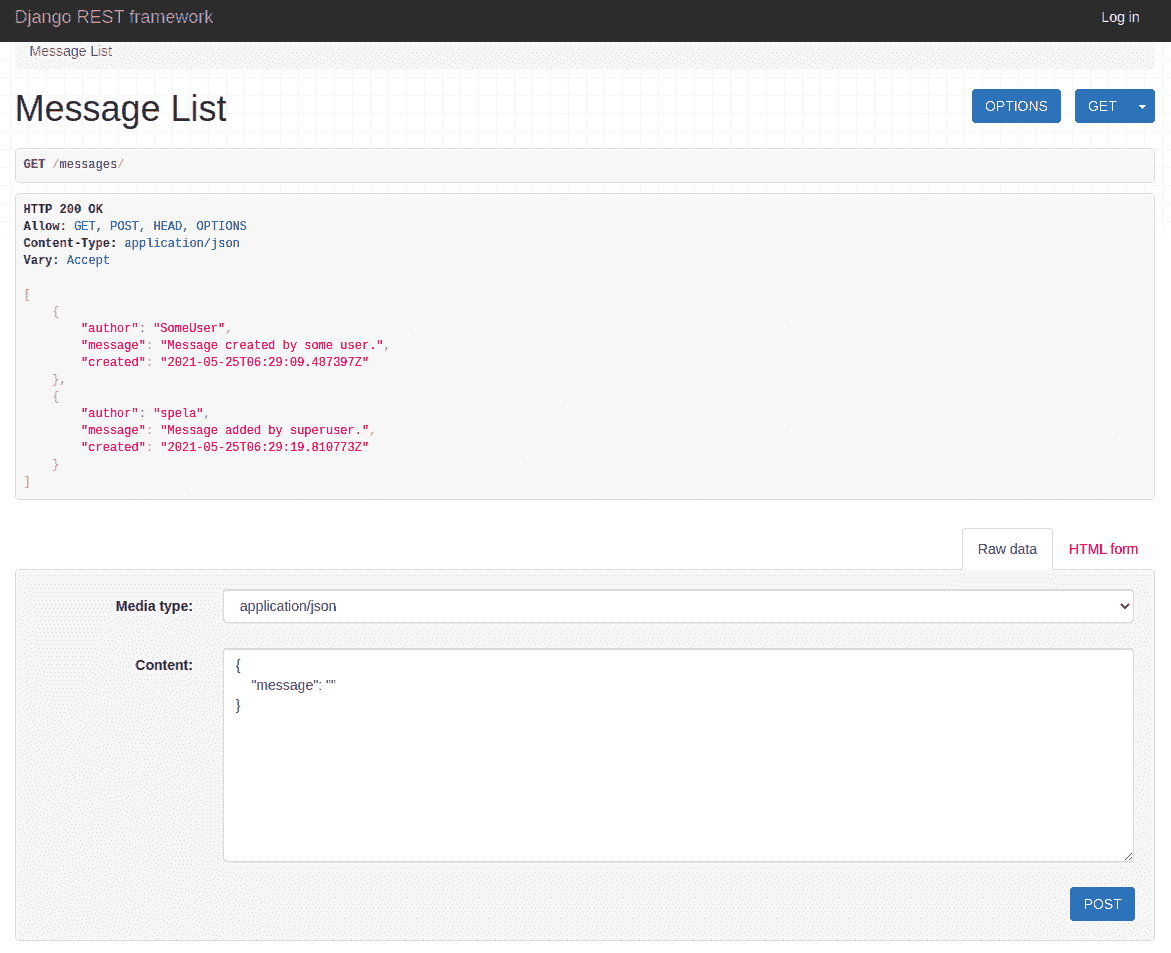 Django REST framework
Log in
Message List
Message List
OPTIONS
GET
GET /messages/
HTTP 200 OK
Allow: GET, POST, HEAD, OPTIONS
Content-Type: application/json
Vary: Accept
[
    {
        "author": "SomeUser",
        "message": "Message created by some user.",
        "created": "2021-05-25T06:29:09.487397Z"
    },
    {
        "author": "spela",
        "message": "Message added by superuser.",
        "created": "2021-05-25T06:29:19.810773Z"
    }
]
Raw data
HTML form
Media type:
application/json
Content:
{
    "message": ""
}
POST